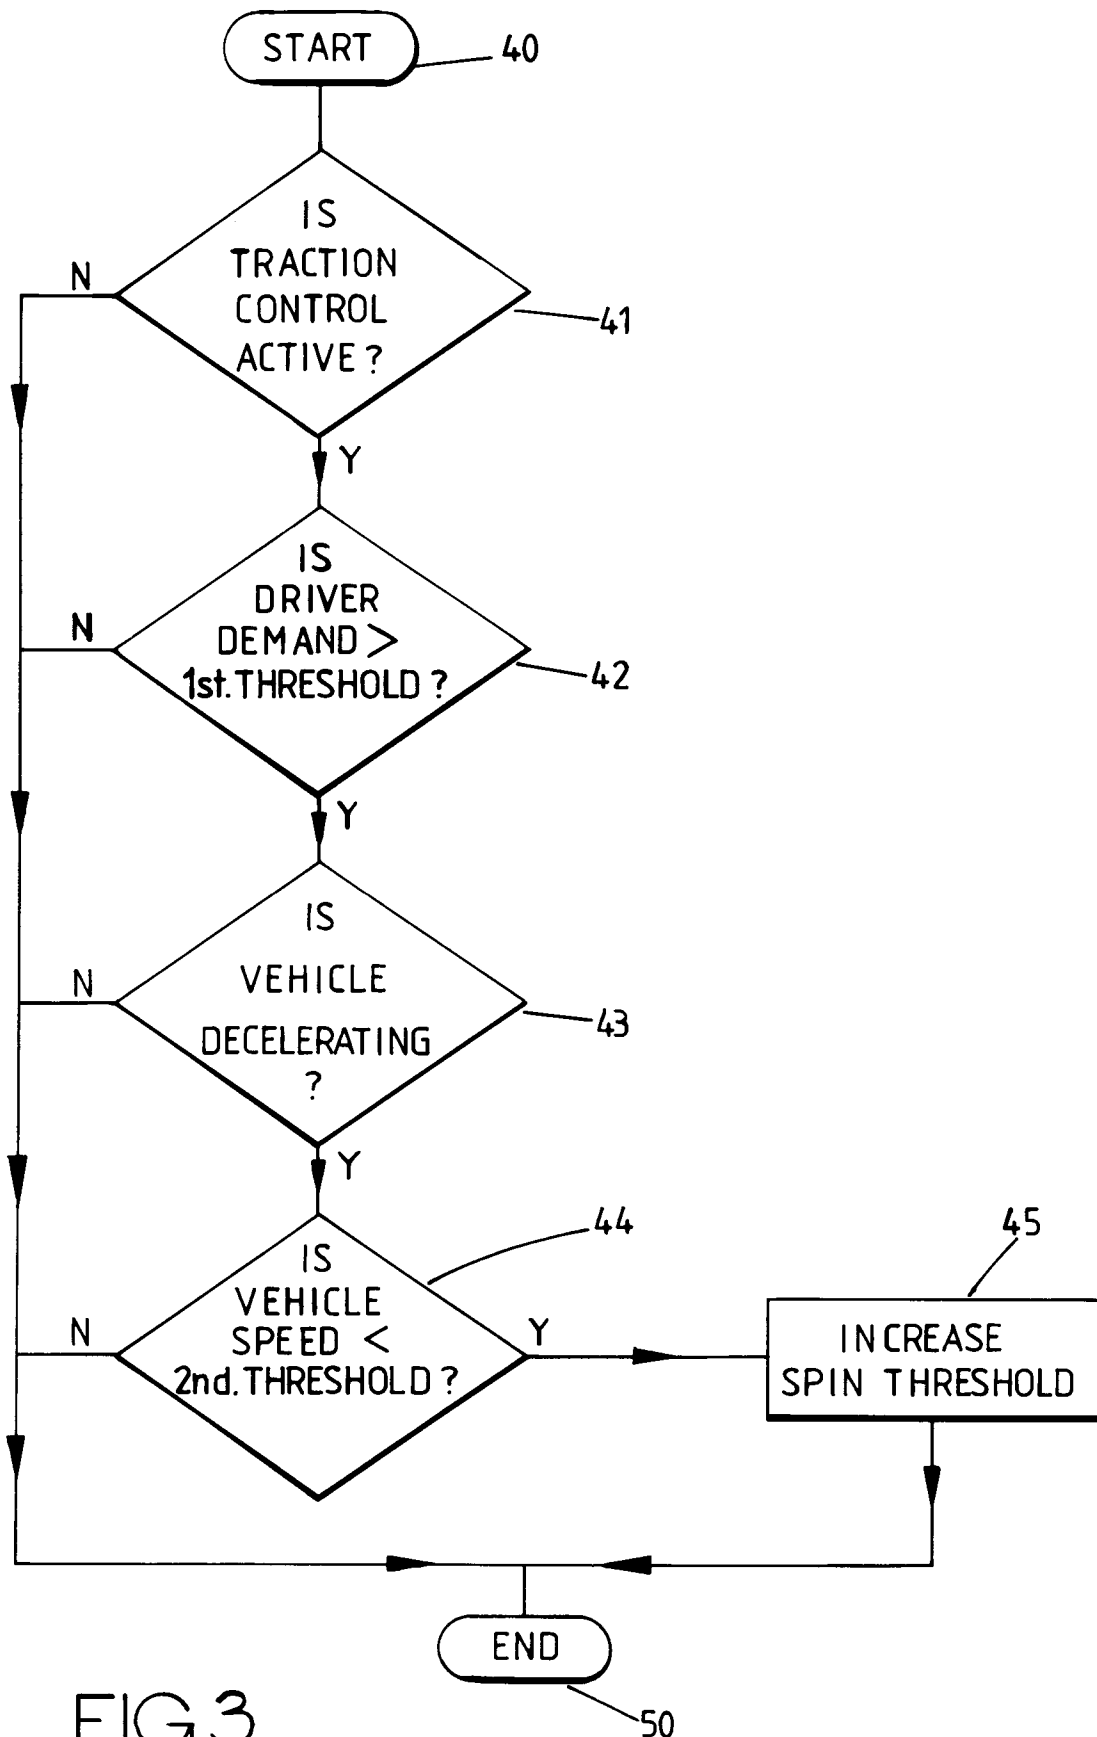 START
40
IS
TRACTION
CONTROL
ACTIVE ?
N
41
Y
IS
DRIVER
DEMAND >
1st. THRESHOLD ?
N
42
Y
IS
VEHICLE
DECELERATING
?
N
43
Y
44
IS
VEHICLE
SPEED <
2nd. THRESHOLD ?
N
Y
45
INCREASE
SPIN THRESHOLD
END
50
FIG.3